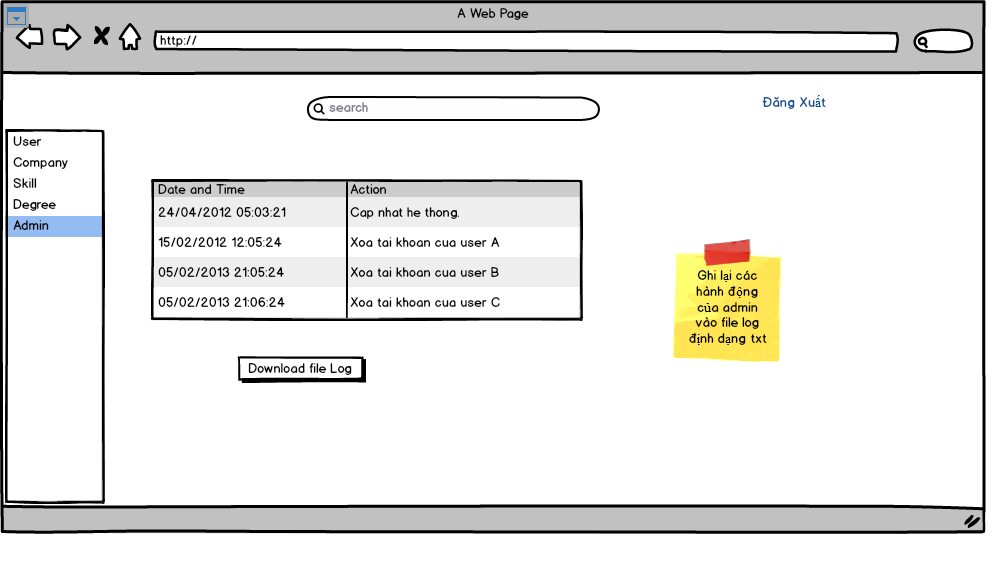 A Web Page
http://
search
Đăng Xuất
User
Company
Skill
Degree
Admin
Date and Time Action
24/04/2012 05:03:21 Cap nhat he thong.
15/02/2012 12:05:24 Xoa tai khoan cua user A
05/02/2013 21:05:24 Xoa tai khoan cua user B
05/02/2013 21:06:24 Xoa tai khoan cua user C
Ghi lại các
hành động
của admin
vào file log
định dạng txt
Download file Log